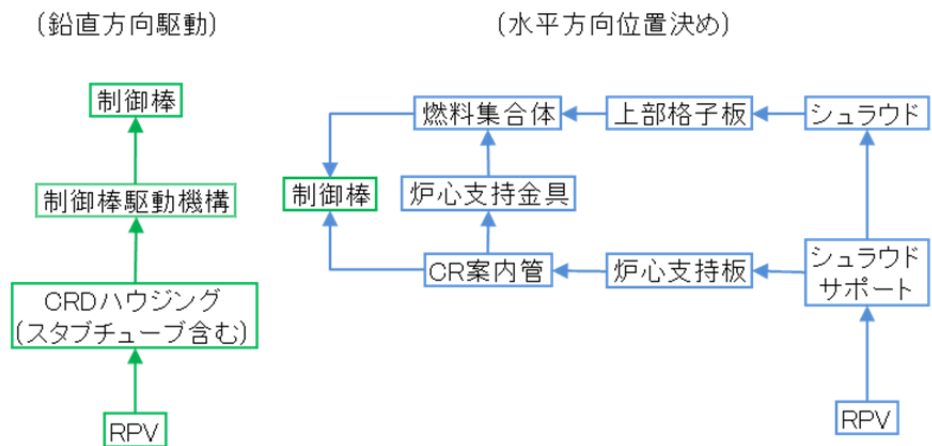 (鉛直方向駆動)
制御棒
制御棒駆動機構
CRDハウジング
(スタブチューブ含む)
RPV
(水平方向位置決め)
燃料集合体
上部格子板
シュラウド
制御棒
炉心支持金具
CR案内管
炉心支持板
シュラウド
サポート
RPV